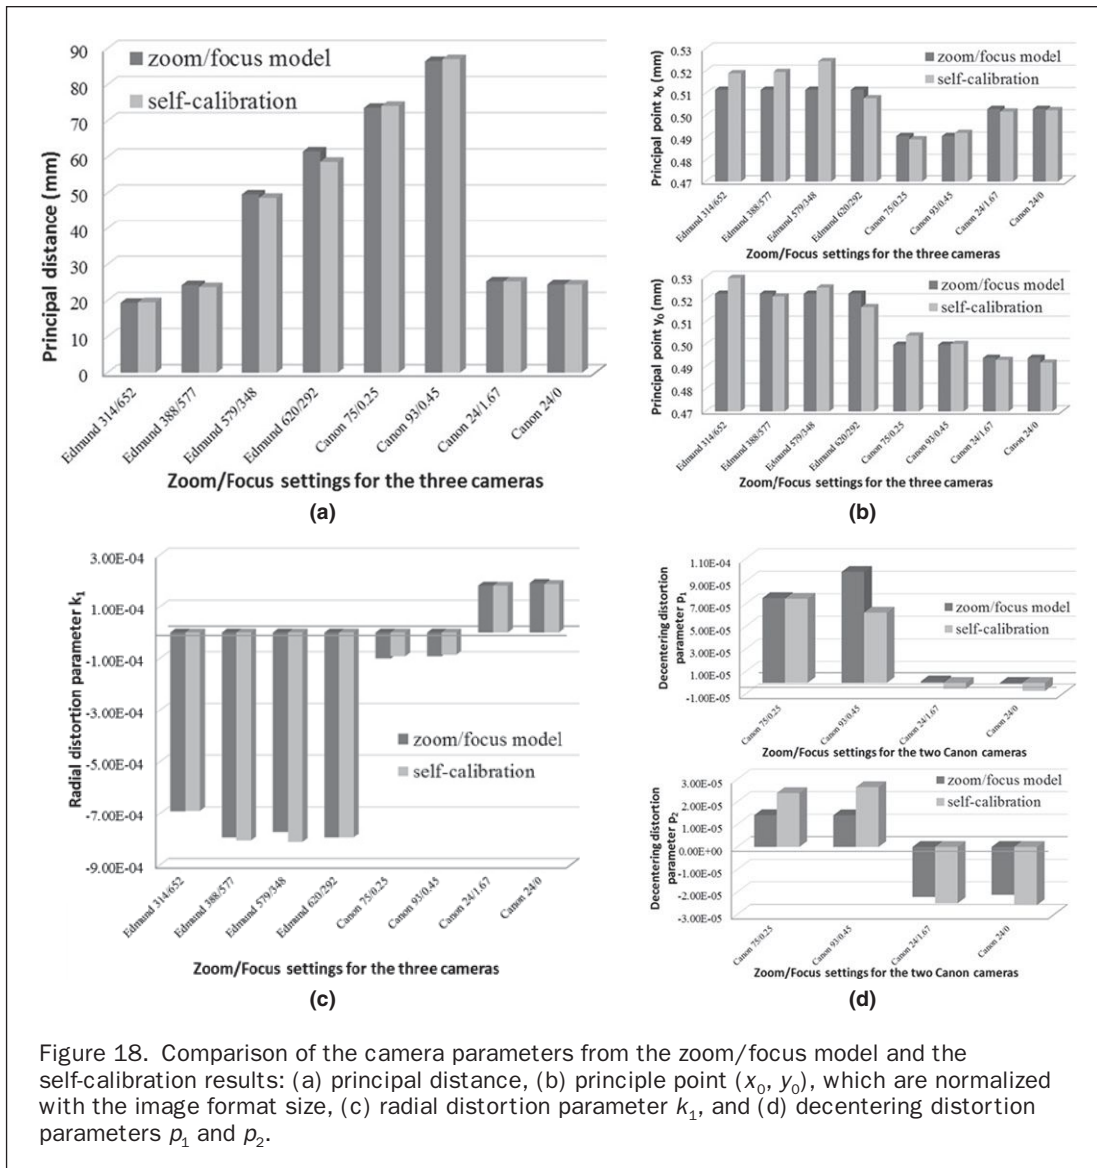 zoom/focus model
self-calibration
Principal distance (mm)
90
80
70
60
50
40
30
20
10
0
Edmund 314/652
Edmund 388/577
Edmund 579/348
Edmund 620/292
Canon 75/0.25
Canon 93/0.45
Canon 24/1.67
Canon 24/0
Zoom/Focus settings for the three cameras
(a)
zoom/focus model
self-calibration
Principal point x0 (mm)
0.53
0.52
0.51
0.50
0.49
0.48
0.47
Edmund 314/652
Edmund 388/577
Edmund 579/348
Edmund 620/292
Canon 75/0.25
Canon 93/0.45
Canon 24/1.67
Canon 24/0
Zoom/Focus settings for the three cameras
zoom/focus model
self-calibration
Principal point y0 (mm)
0.53
0.52
0.51
0.50
0.49
0.48
0.47
Edmund 314/652
Edmund 388/577
Edmund 579/348
Edmund 620/292
Canon 75/0.25
Canon 93/0.45
Canon 24/1.67
Canon 24/0
Zoom/Focus settings for the three cameras
(b)
Radial distortion parameter k1
3.00E-04
1.00E-04
-1.00E-04
-3.00E-04
-5.00E-04
-7.00E-04
-9.00E-04
zoom/focus model
self-calibration
Edmund 314/652
Edmund 388/577
Edmund 579/348
Edmund 620/292
Canon 75/0.25
Canon 93/0.45
Canon 24/1.67
Canon 24/0
Zoom/Focus settings for the three cameras
(c)
Decentering distortion
parameter p1
1.10E-04
9.00E-05
7.00E-05
5.00E-05
3.00E-05
1.00E-05
-1.00E-05
zoom/focus model
self-calibration
Canon 75/0.25
Canon 93/0.45
Canon 24/1.67
Canon 24/0
Zoom/Focus settings for the two Canon cameras
Decentering distortion
parameter p2
3.00E-05
2.00E-05
1.00E-05
0.00E+00
-1.00E-05
-2.00E-05
-3.00E-05
zoom/focus model
self-calibration
Canon 75/0.25
Canon 93/0.45
Canon 24/1.67
Canon 24/0
Zoom/Focus settings for the two Canon cameras
(d)
Figure 18. Comparison of the camera parameters from the zoom/focus model and the
self-calibration results: (a) principal distance, (b) principle point (x0, y0), which are normalized
with the image format size, (c) radial distortion parameter k1, and (d) decentering distortion
parameters p1 and p2.